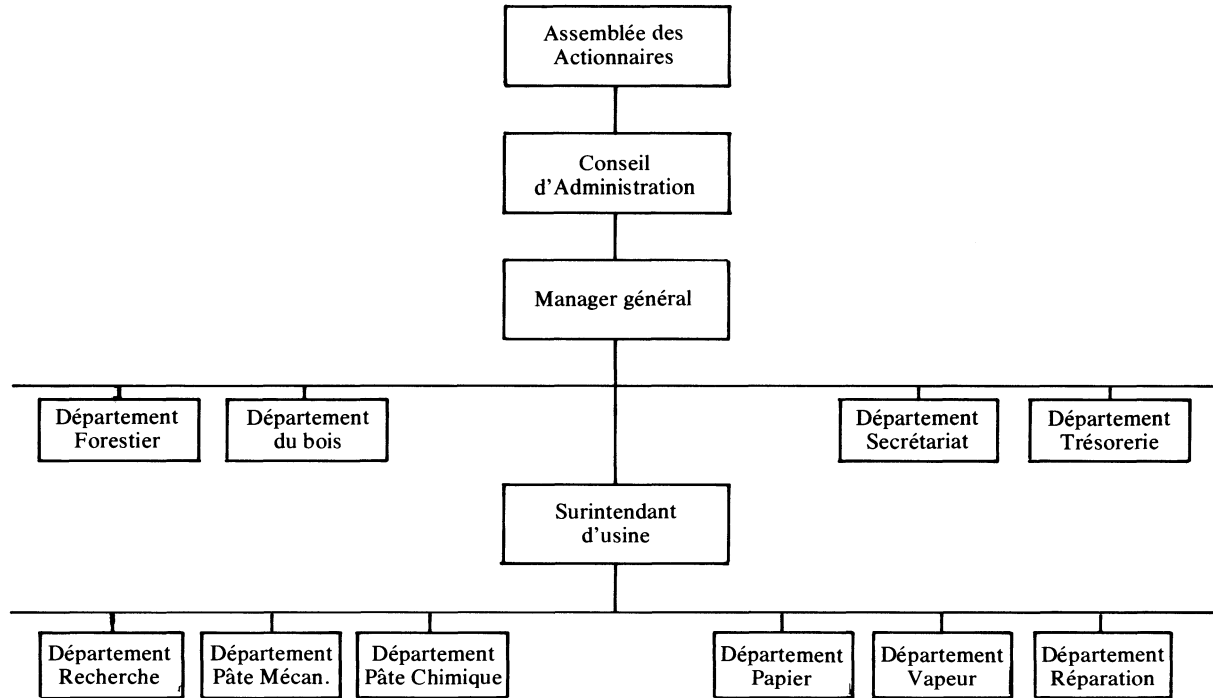 Assemblée des
Actionnaires
Conseil
d'Administration
Manager général
Département
Forestier
Département
du bois
Département
Secrétariat
Département
Trésorerie
Surintendant
d'usine
Département
Recherche
Département
Pâte Mécan.
Département
Pâte Chimique
Département
Papier
Département
Vapeur
Département
Réparation